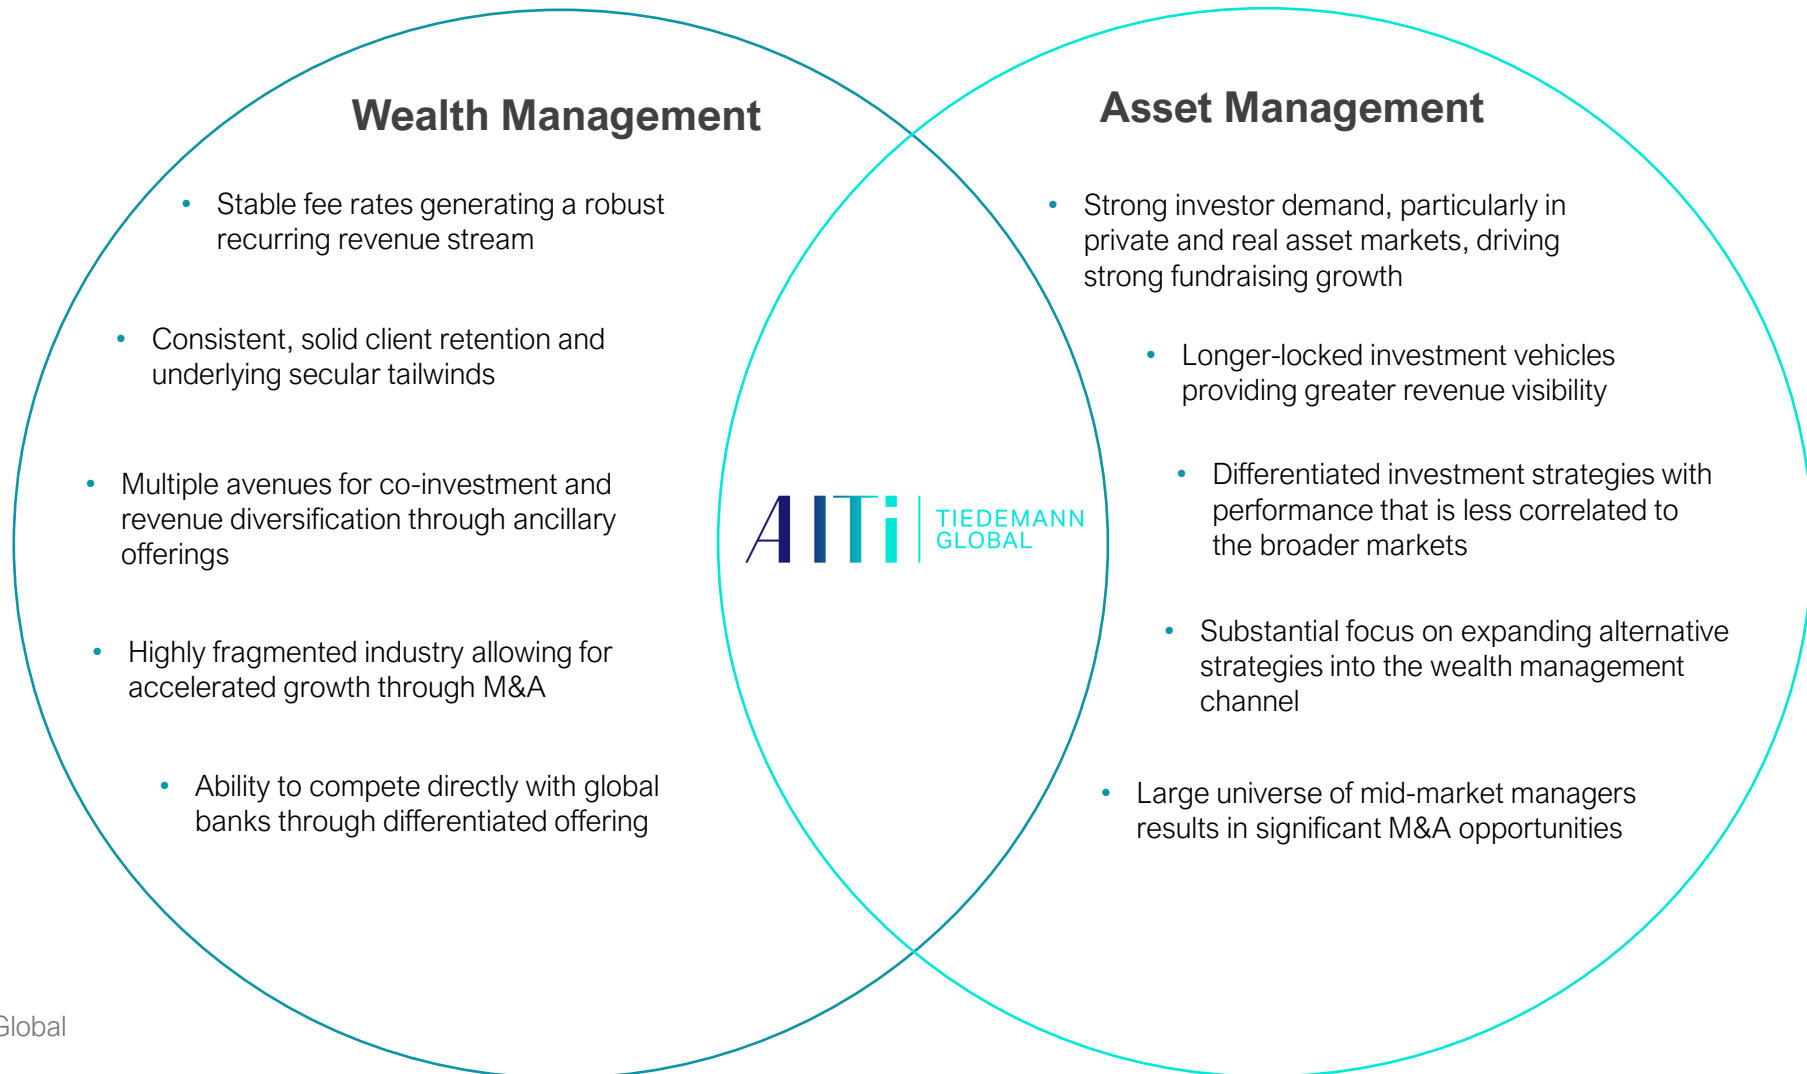 Wealth Management
• Stable fee rates generating a robust
recurring revenue stream
• Consistent, solid client retention and
underlying secular tailwinds
• Multiple avenues for co-investment and
revenue diversification through ancillary
offerings
• Highly fragmented industry allowing for
accelerated growth through M&A
• Ability to compete directly with global
banks through differentiated offering
AlTi
TIEDEMANN
GLOBAL
Asset Management
• Strong investor demand, particularly in
private and real asset markets, driving
strong fundraising growth
• Longer-locked investment vehicles
providing greater revenue visibility
• Differentiated investment strategies with
performance that is less correlated to
the broader markets
• Substantial focus on expanding alternative
strategies into the wealth management
channel
• Large universe of mid-market managers
results in significant M&A opportunities
Global